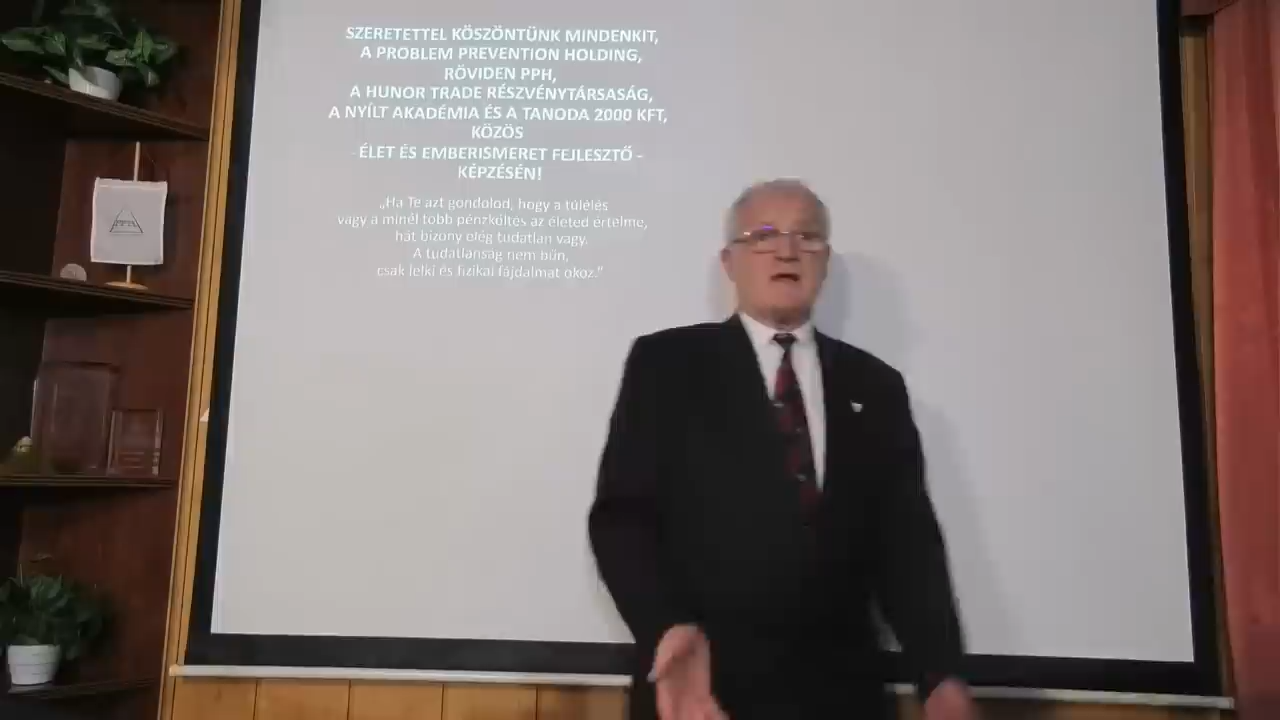 SZERETETTEL KÖSZÖNTÜNK MINDENKIT,
A PROBLEM PREVENTION HOLDING,
RÖVIDEN PPH,
A HUNOR TRADE RÉSZVÉNYTÁRSASÁG,
A NYÍLT AKADÉMIA ÉS A TANODA 2000 KFT,
KÖZÖS
- ÉLET ÉS EMBERISMERET FEJLESZTŐ -
KÉPZÉSÉN!
„Ha Te azt gondolod, hogy a túlélés
vagy a minél több pénzköltés az életed értelme,
hát bizony elég tudatlan vagy.
A tudatlanság nem bűn,
csak lelki és fizikai fájdalmat okoz.”